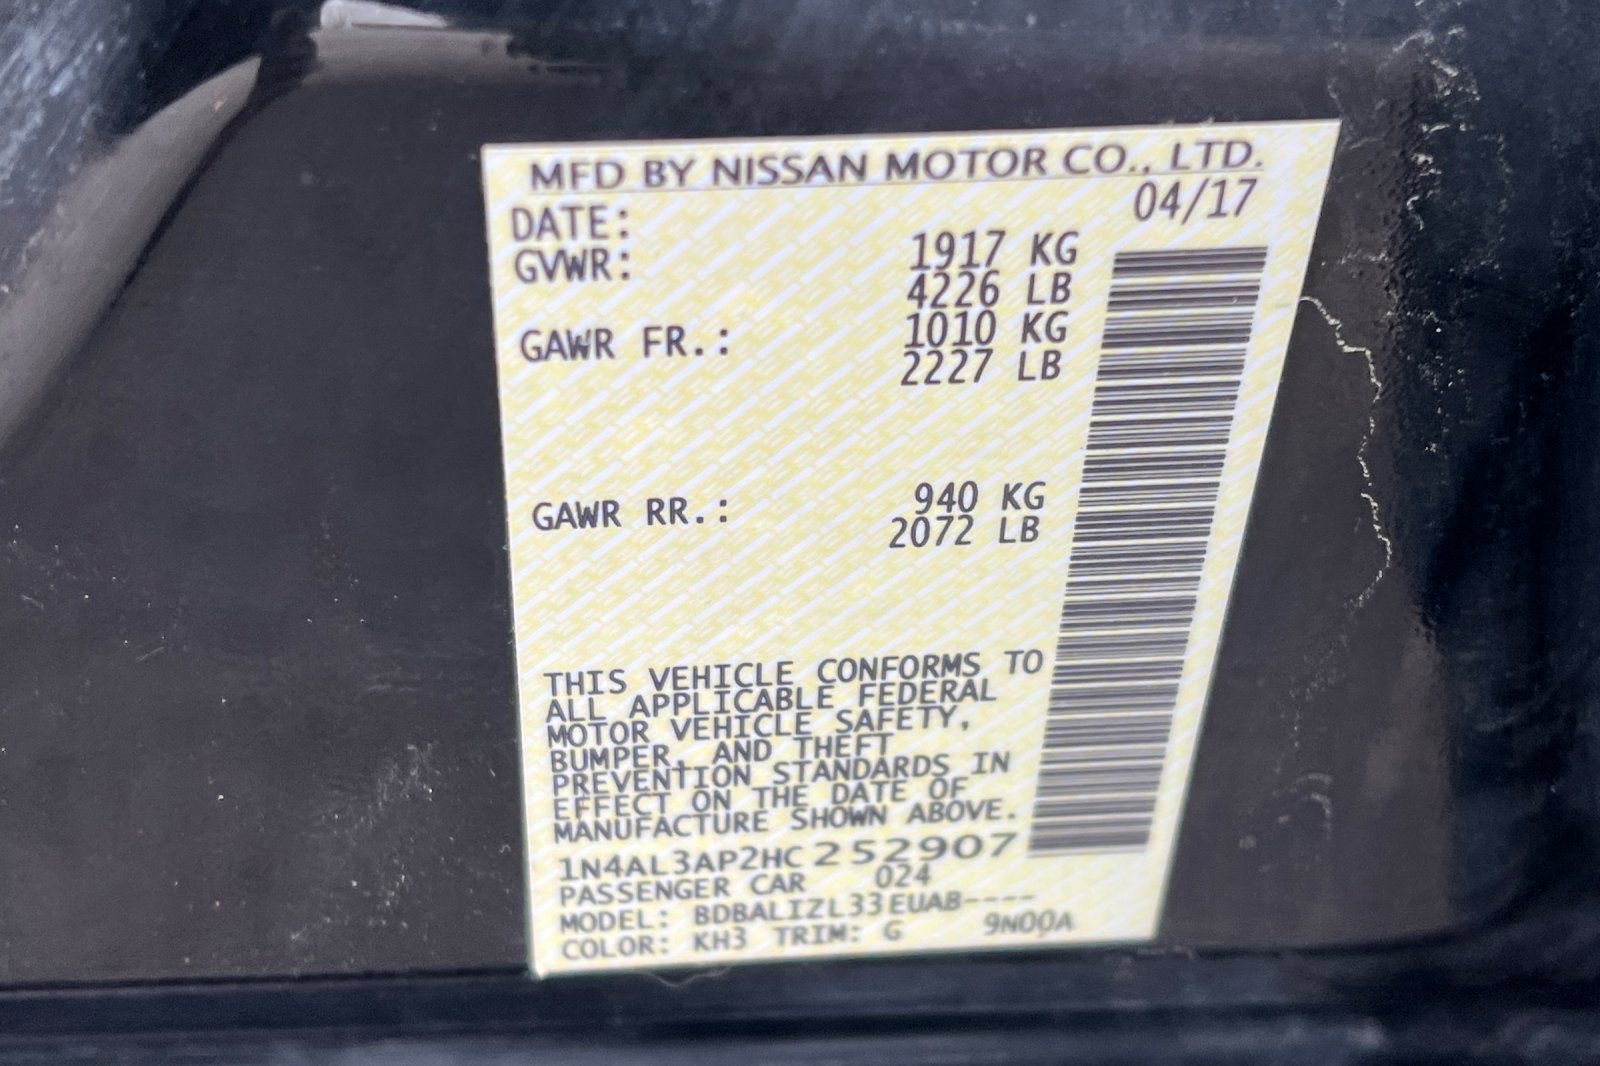 MFD BY NISSAN MOTOR CO., LTD.
DATE: 04/17
GVWR: 1917 KG
4226 LB
GAWR FR.: 1010 KG
2227 LB
GAWR RR.: 940 KG
2072 LB
THIS VEHICLE CONFORMS TO
ALL APPLICABLE FEDERAL
MOTOR VEHICLE SAFETY,
BUMPER, AND THEFT
PREVENTION STANDARDS IN
EFFECT ON THE DATE OF
MANUFACTURE SHOWN ABOVE.
1N4AL3AP2HC252907
PASSENGER CAR 024
MODEL: BDBALIZL33EUAB----
COLOR: KH3 TRIM: G 9N00A